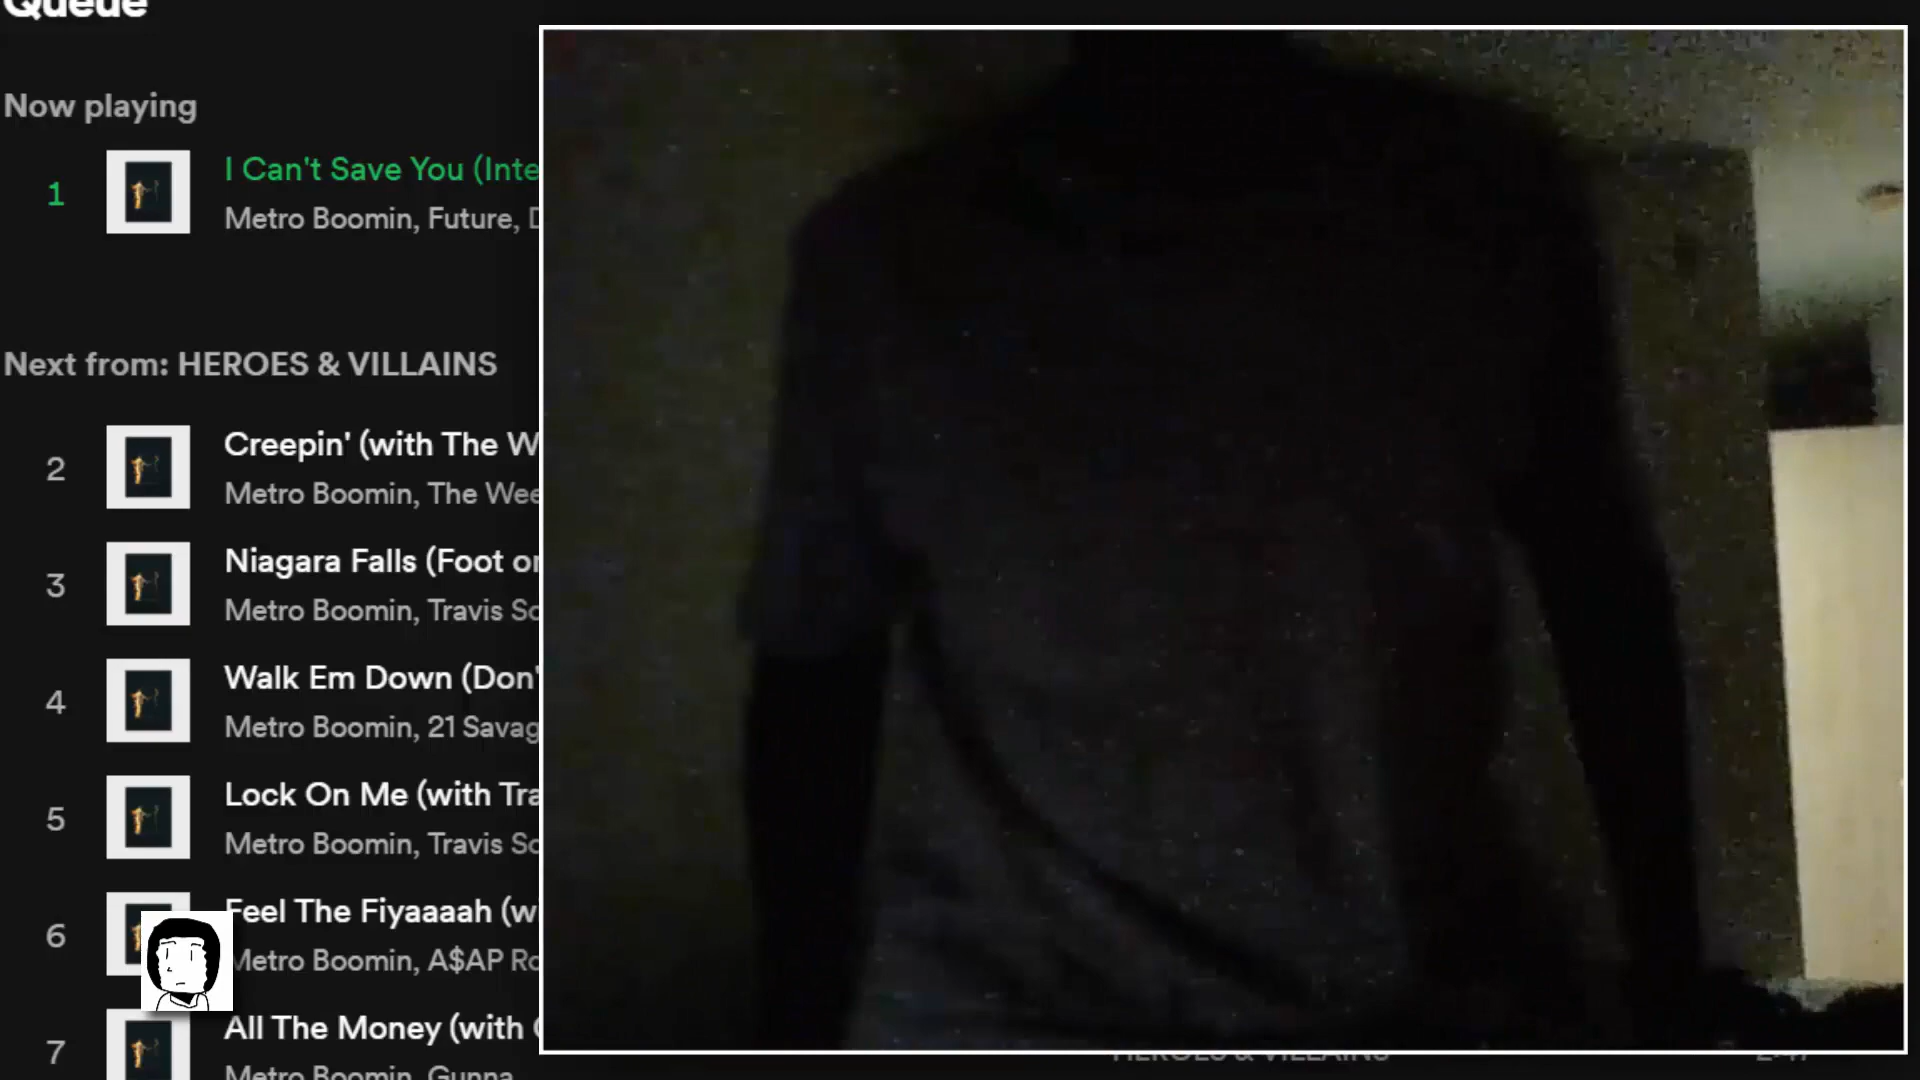 Queue
Now playing
1
I Can't Save You (Inte
Metro Boomin, Future, D
Next from: HEROES & VILLAINS
2
Creepin' (with The W
Metro Boomin, The Wee
3
Niagara Falls (Foot or
Metro Boomin, Travis Sc
4
Walk Em Down (Don'
Metro Boomin, 21 Savag
5
Lock On Me (with Tra
Metro Boomin, Travis Sc
6
Feel The Fiyaaaah (w
Metro Boomin, A$AP Ro
7
All The Money (with G
Metro Boomin, Gunna
HEROES & VILLAINS